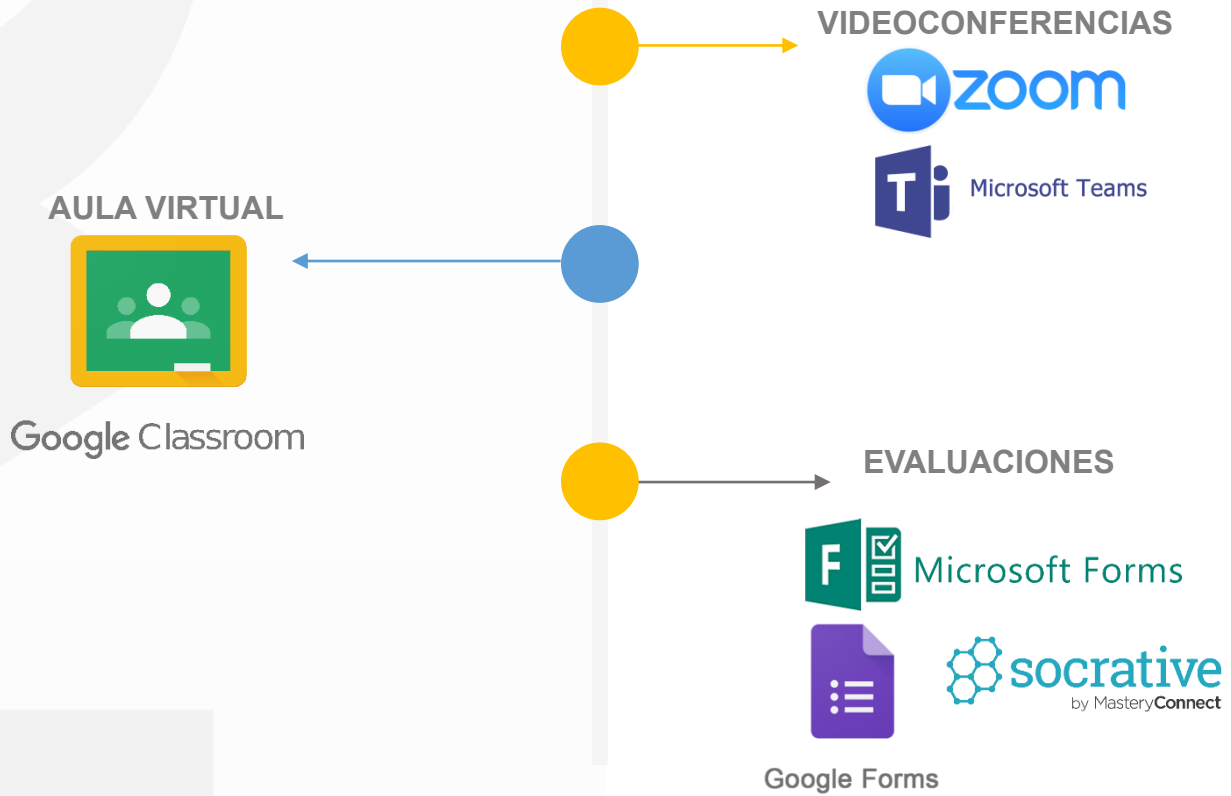 VIDEOCONFERENCIAS
zoom
T
Microsoft Teams
AULA VIRTUAL
Google Classroom
EVALUACIONES
F
Microsoft Forms
socrative
by MasteryConnect
Google Forms